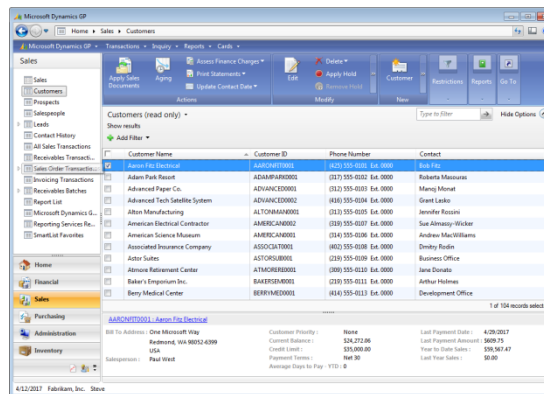 Microsoft Dynamics GP
Home ▸ Sales ▸ Customers
Microsoft Dynamics GP Transactions Inquiry Reports Cards
Sales
Sales
Customers
Prospects
Salespeople
Leads
Contact History
All Sales Transactions
Receivables Transacti...
Sales Order Transactio...
Invoicing Transactions
Receivables Batches
Report List
Microsoft Dynamics G...
Reporting Services Re...
SmartList Favorites
Home
Financial
Sales
Purchasing
Administration
Inventory
Apply Sales Documents
Aging
Assess Finance Charges
Print Statements
Update Contact Date
Actions
Edit
Delete
Apply Hold
Remove Hold
Modify
Customer
New
Restrictions
Reports
Go To
Customers (read only)
Type to filter
Hide Options
Show results
Add Filter
Customer Name Customer ID Phone Number Contact
Aaron Fitz Electrical AARONFIT0001 (425) 555-0101 Ext. 0000 Bob Fitz
Adam Park Resort ADAMPARK0001 (317) 555-0102 Ext. 0000 Roberta Masouras
Advanced Paper Co. ADVANCED0001 (312) 555-0103 Ext. 0000 Manoj Monat
Advanced Tech Satellite System ADVANCED0002 (416) 555-0104 Ext. 0000 Grant Lasko
Alton Manufacturing ALTONMAN0001 (313) 555-0105 Ext. 0000 Jennifer Rossini
American Electrical Contractor AMERICAN0002 (319) 555-0107 Ext. 0000 Sue Almassy-Wicker
American Science Museum AMERICAN0001 (314) 555-0106 Ext. 0000 Andrew MacWilliams
Associated Insurance Company ASSOCIAT0001 (402) 555-0108 Ext. 0000 Dmitry Rodin
Astor Suites ASTORSUI0001 (219) 555-0109 Ext. 0000 Business Office
Atmore Retirement Center ATMORERE0001 (309) 555-0110 Ext. 0000 Jane Donato
Baker's Emporium Inc. BAKERSEM0001 (211) 555-0111 Ext. 0000 Arthur Holmes
Berry Medical Center BERRYMED0001 (414) 555-0113 Ext. 0000 Development Office
1 of 104 records select
AARONFIT0001 : Aaron Fitz Electrical
Bill To Address : One Microsoft Way Customer Priority : None Last Payment Date : 4/29/2017
Redmond, WA 98052-6399 Current Balance : $24,272.06 Last Payment Amount : $609.75
USA Credit Limit : $35,000.00 Year to Date Sales : $59,567.47
Salesperson : Paul West Payment Terms : Net 30 Last Year Sales : $0.00
Average Days to Pay - YTD : 0
4/12/2017 Fabrikam, Inc. Steve